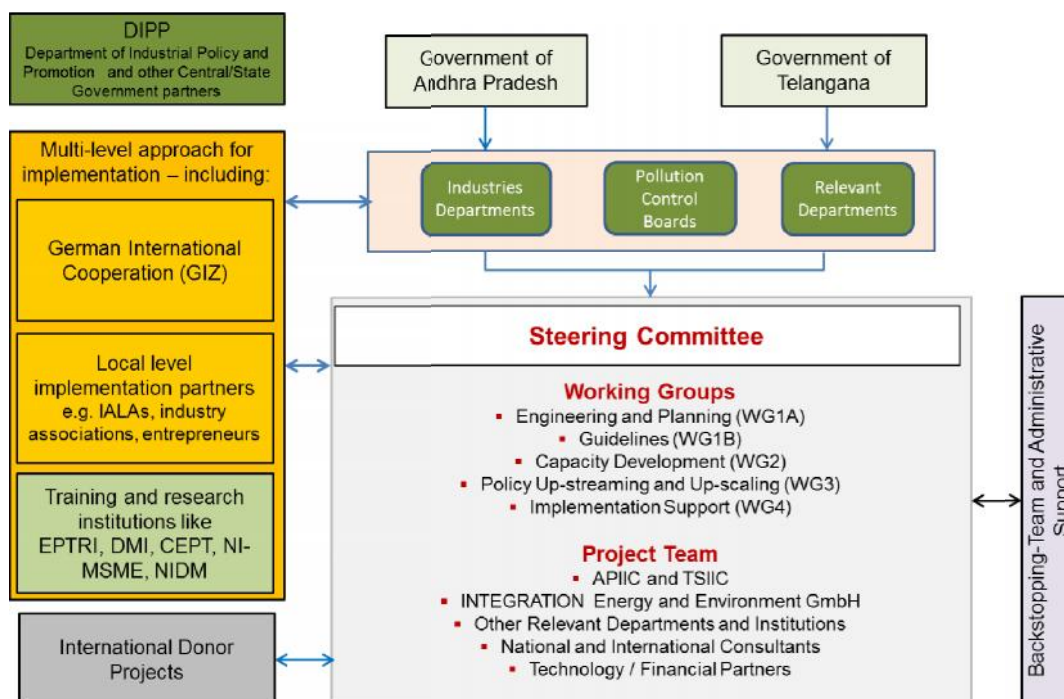 DIPP
Department of Industrial Policy and
Promotion and other Central/State
Government partners
Government of
Andhra Pradesh
Government of
Telangana
Multi-level approach for
implementation – including:
German International
Cooperation (GIZ)
Local level
implementation partners
e.g. IALAs, industry
associations, entrepreneurs
Training and research
institutions like
EPTRI, DMI, CEPT, NI-
MSME, NIDM
International Donor
Projects
Industries
Departments
Pollution
Control
Boards
Relevant
Departments
Steering Committee
Working Groups
▪ Engineering and Planning (WG1A)
▪ Guidelines (WG1B)
▪ Capacity Development (WG2)
▪ Policy Up-streaming and Up-scaling (WG3)
▪ Implementation Support (WG4)
Project Team
▪ APIIC and TSIIC
▪ INTEGRATION Energy and Environment GmbH
▪ Other Relevant Departments and Institutions
▪ National and International Consultants
▪ Technology / Financial Partners
Backstopping-Team and Administrative
Support